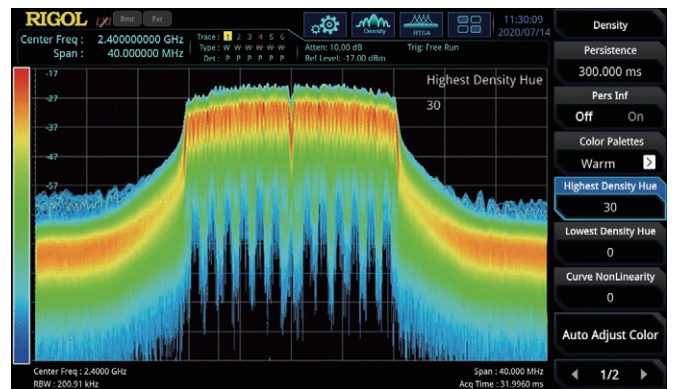 RIGOL LXI Rmt Ext
11:30:09
2020/07/14
Center Freq : 2.400000000 GHz
Span : 40.000000 MHz
Trace : 1 2 3 4 5 6
Type : W W W W W W
Det : P P P P P P
Density
RTSA
Atten: 10.00 dB
Trig: Free Run
Ref Level: -17.00 dBm
-17
-27
-37
-47
-57
Highest Density Hue
30
Center Freq : 2.4000 GHz
RBW : 200.91 kHz
Span : 40.000 MHz
Acq Time : 31.9960 ms
Density
Persistence
300.000 ms
Pers Inf
Off On
Color Palettes
Warm
Highest Density Hue
30
Lowest Density Hue
0
Curve NonLinearity
0
Auto Adjust Color
1/2